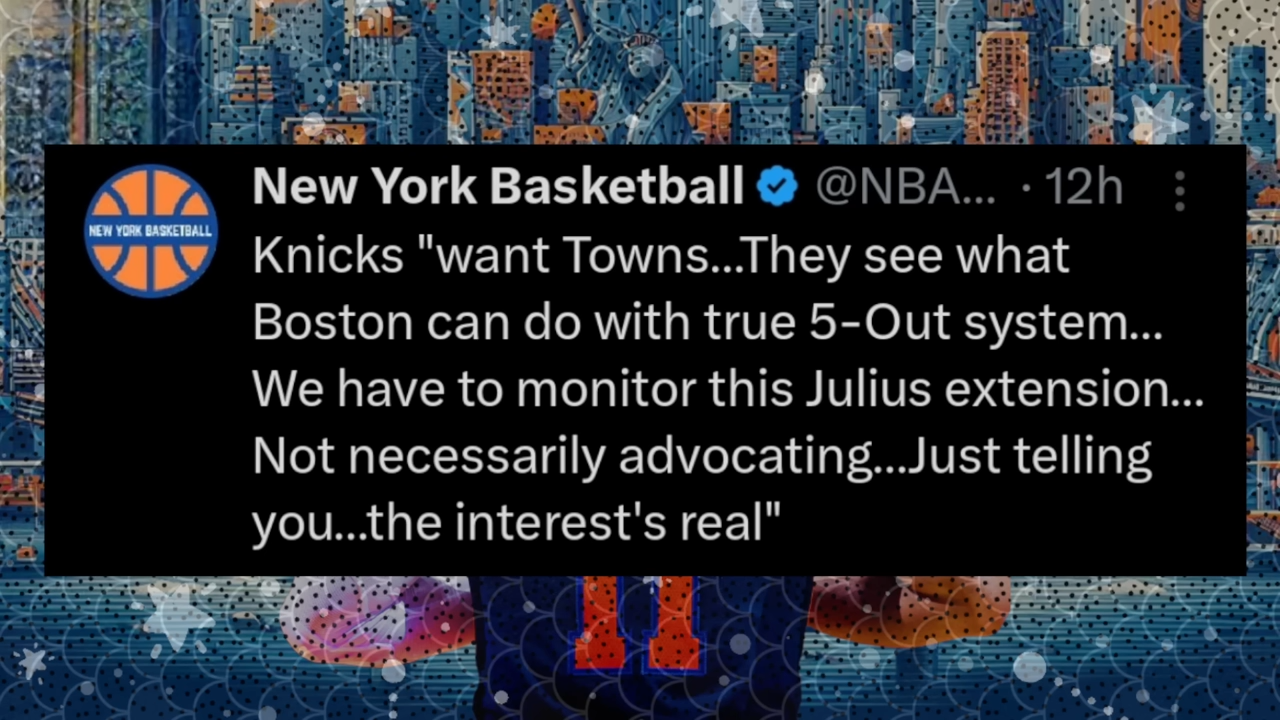 New York Basketball @NBA... · 12h
NEW YORK BASKETBALL
Knicks "want Towns...They see what
Boston can do with true 5-Out system...
We have to monitor this Julius extension...
Not necessarily advocating...Just telling
you...the interest's real"
11